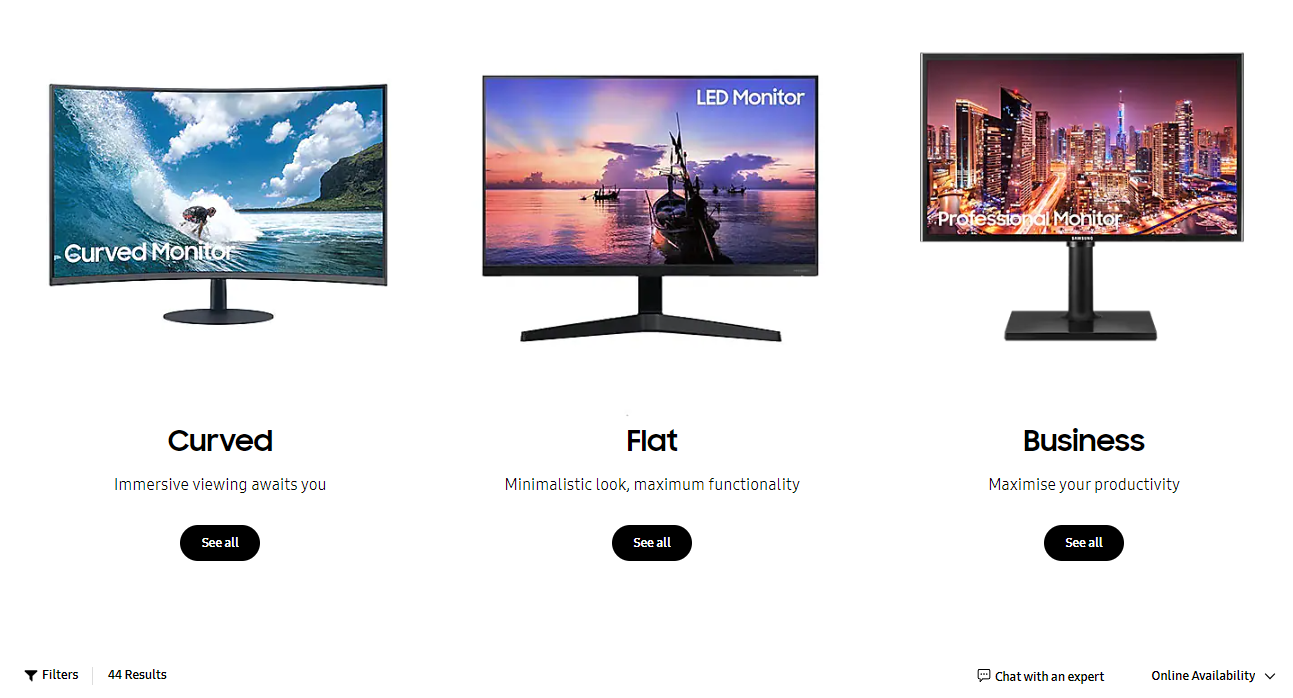 LED Monitor
Curved Monitor
Professional Monitor
SAMSUNG
Curved
Flat
Business
Immersive viewing awaits you
Minimalistic look, maximum functionality
Maximise your productivity
See all
See all
See all
Filters
44 Results
Chat with an expert
Online Availability